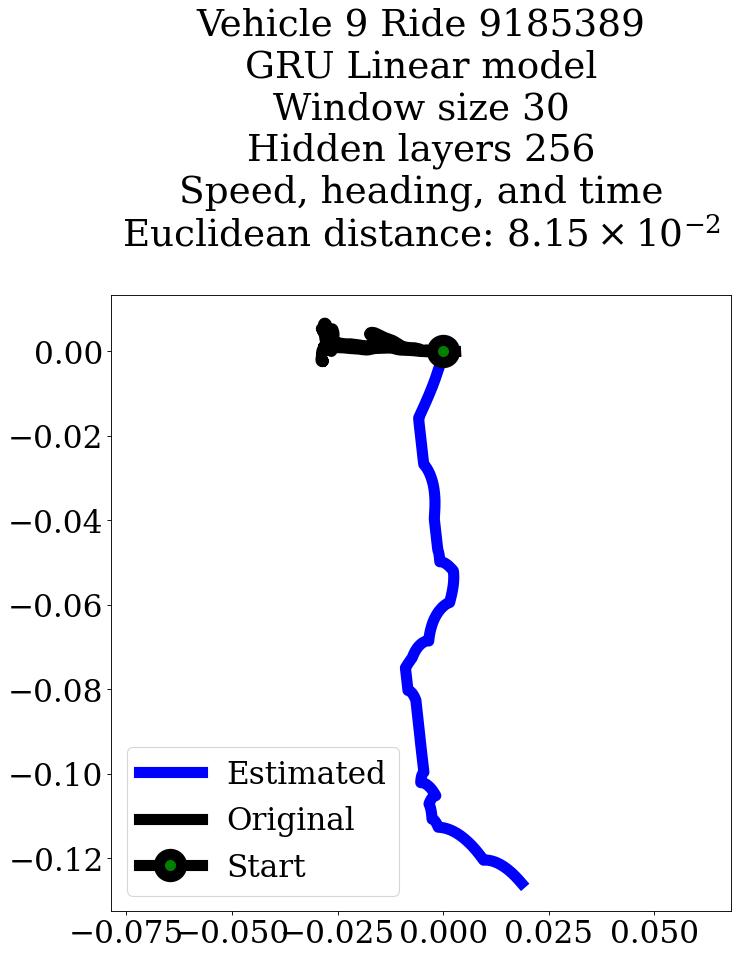 Vehicle 9 Ride 9185389
GRU Linear model
Window size 30
Hidden layers 256
Speed, heading, and time
Euclidean distance: 8.15 × 10⁻²
0.00
−0.02
−0.04
−0.06
−0.08
−0.10
−0.12
Estimated
Original
Start
−0.075 −0.050 −0.025 0.000 0.025 0.050